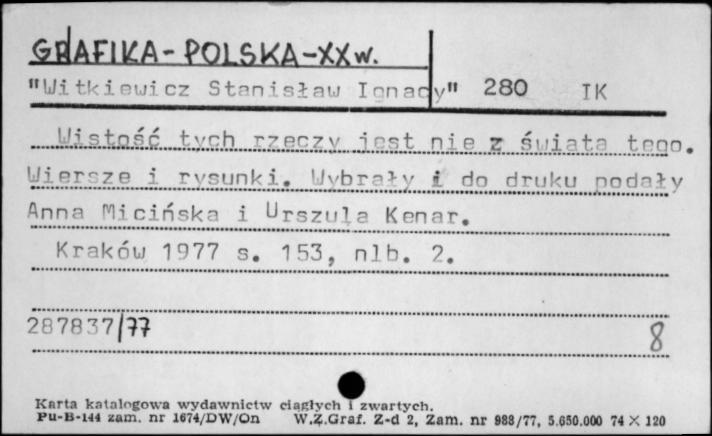 GRAFIKA-POLSKA-XX w.
"Witkiewicz Stanisław Ignacy" 280 IK
Wistość tych rzeczy jest nie z świata tego.
Wiersze i rysunki. Wybrały i do druku podały
Anna Micińska i Urszula Kenar.
Kraków 1977 s. 153, nlb. 2.
287837/77 8
Karta katalogowa wydawnictw ciągłych i zwartych.
Pu-B-144 zam. nr 1674/DW/On W.Z.Graf. Z-d 2, Zam. nr 988/77, 5.650.000 74 X 120